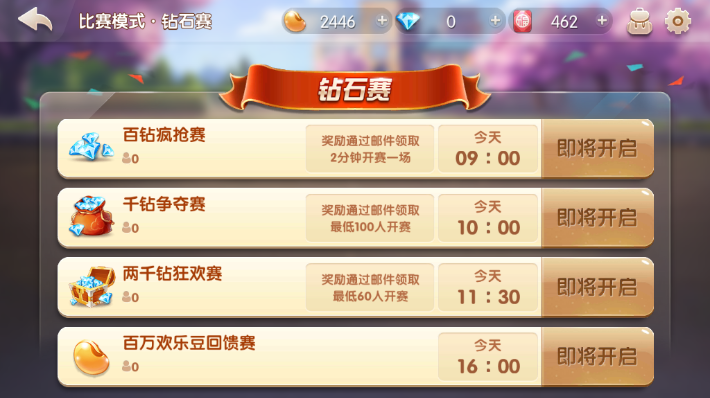 比赛模式·钻石赛
2446 + 0 + 462 +
钻石赛
百钻疯抢赛
0
奖励通过邮件领取
2分钟开赛一场
今天
09：00
即将开启
千钻争夺赛
0
奖励通过邮件领取
最低100人开赛
今天
10：00
即将开启
两千钻狂欢赛
0
奖励通过邮件领取
最低60人开赛
今天
11：30
即将开启
百万欢乐豆回馈赛
0
今天
16：00
即将开启